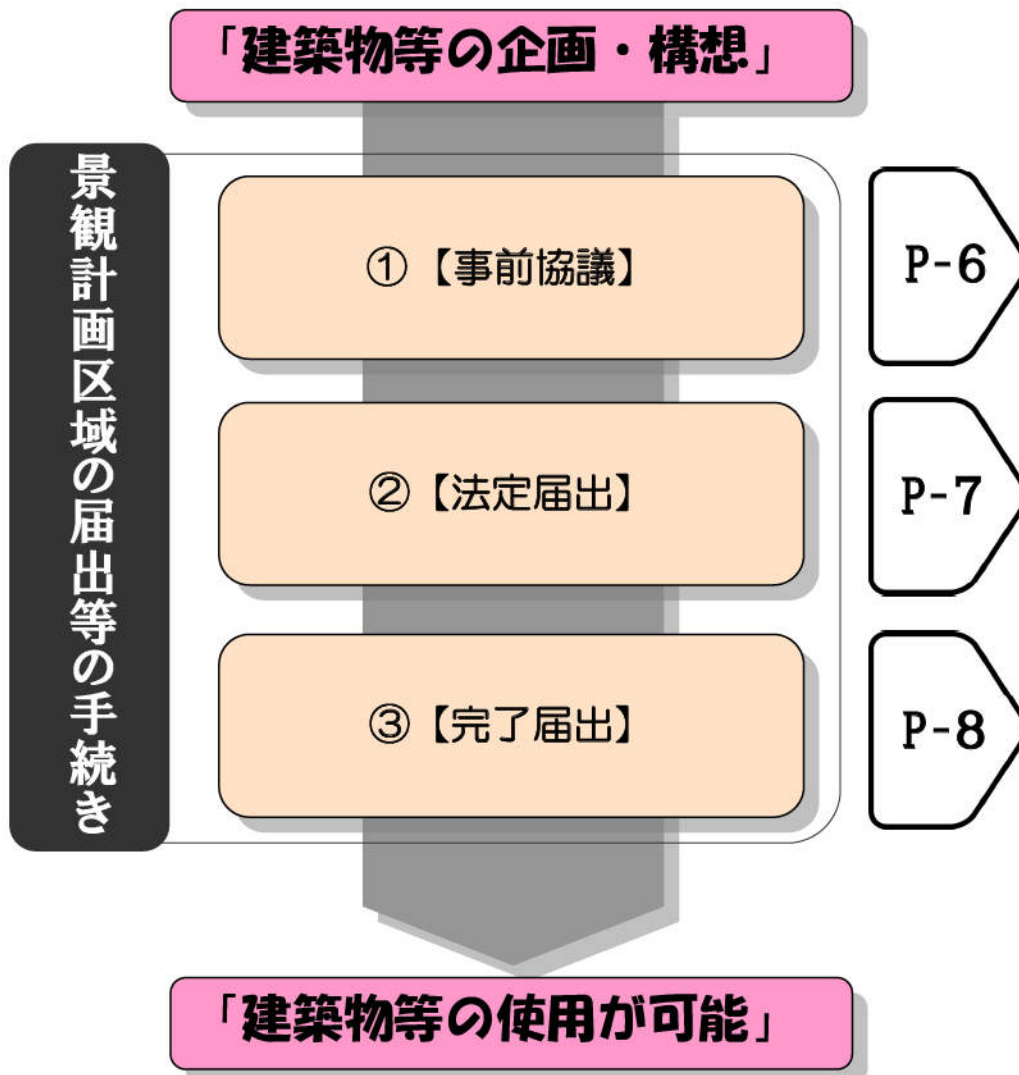 「建築物等の企画・構想」
景観計画区域の届出等の手続き
①【事前協議】
P-6
②【法定届出】
P-7
③【完了届出】
P-8
「建築物等の使用が可能」